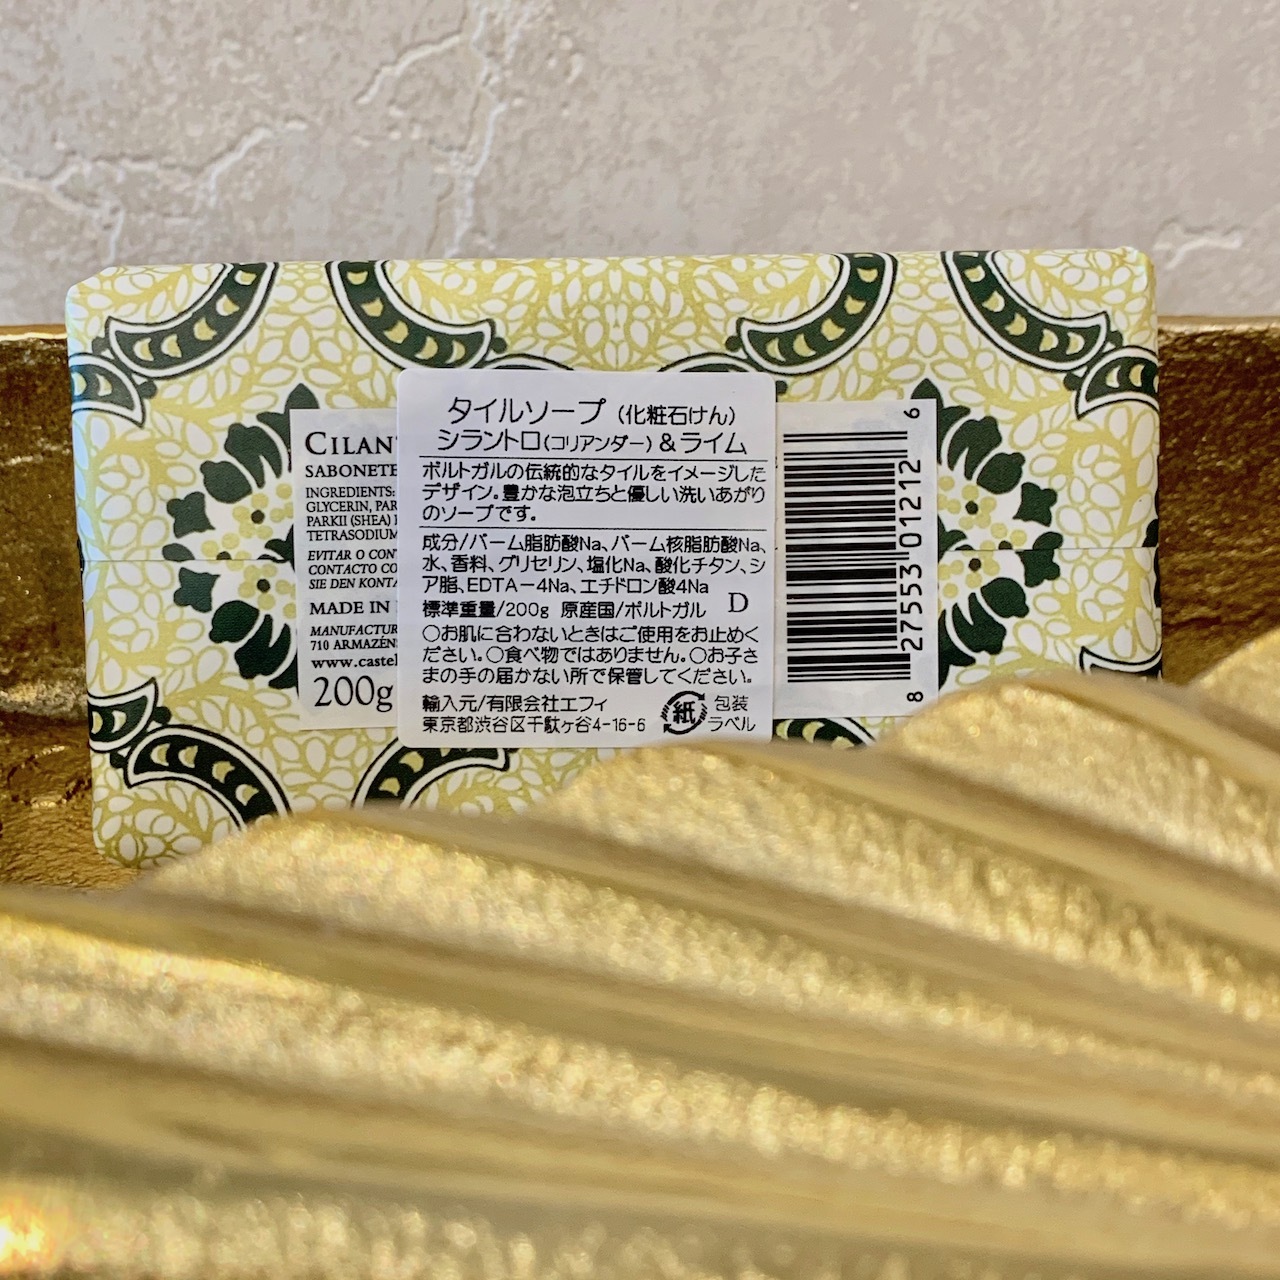 CILAN
SABONETE
INGREDIENTS:
GLYCERIN, PAR
PARKII (SHEA)
TETRASODIUM
EVITAR O CON
CONTACTO CO
SIE DEN KONTA
MADE IN
MANUFACTUR
710 ARMAZÉNS
www.castel
200g
タイルソープ（化粧石けん）
シラントロ(コリアンダー)＆ライム
ポルトガルの伝統的なタイルをイメージした
デザイン。豊かな泡立ちと優しい洗いあがり
のソープです。
成分/パーム脂肪酸Na、パーム核脂肪酸Na、
水、香料、グリセリン、塩化Na、酸化チタン、シ
ア脂、EDTA－4Na、エチドロン酸4Na
標準重量/200g 原産国/ポルトガル D
○お肌に合わないときはご使用をお止めく
ださい。○食べ物ではありません。○お子さ
まの手の届かない所で保管してください。
輸入元/有限会社エフィ
東京都渋谷区千駄ヶ谷4-16-6
紙
包装
ラベル
8 27553 01212 6